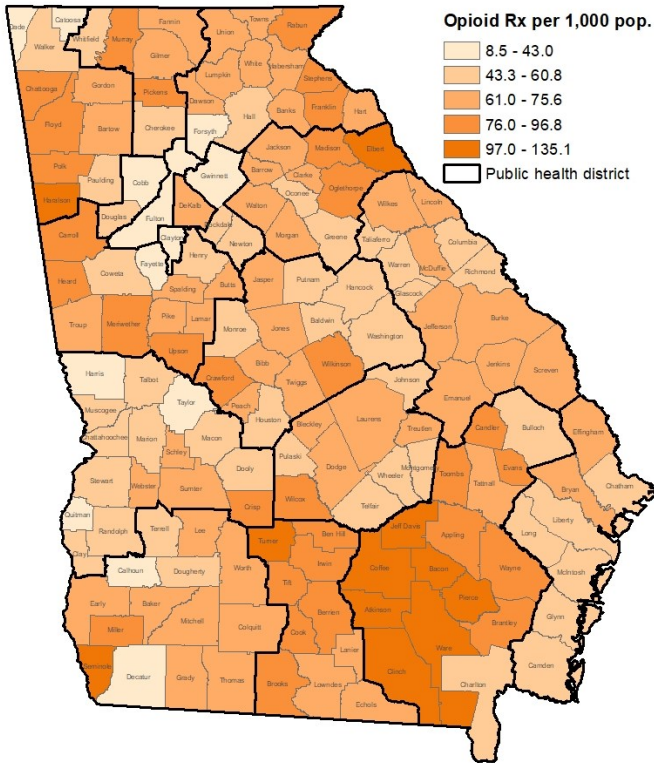 Opioid Rx per 1,000 pop.
8.5 - 43.0
43.3 - 60.8
61.0 - 75.6
76.0 - 96.8
97.0 - 135.1
Public health district
Catoosa
Fannin
Towns
Rabun
Walker
Whitfield
Murray
Union
Gilmer
White
Habersham
Lumpkin
Stephens
Chattooga
Gordon
Pickens
Dawson
Banks
Franklin
Hart
Floyd
Bartow
Cherokee
Forsyth
Hall
Jackson
Madison
Elbert
Polk
Paulding
Cobb
Gwinnett
Barrow
Clarke
Oglethorpe
Oconee
Haralson
Douglas
Fulton
DeKalb
Walton
Wilkes
Lincoln
Carroll
Clayton
Rockdale
Newton
Morgan
Greene
Taliaferro
Columbia
Fayette
Henry
Warren
McDuffie
Richmond
Heard
Coweta
Spalding
Butts
Jasper
Putnam
Hancock
Glascock
Troup
Meriwether
Pike
Lamar
Monroe
Jones
Baldwin
Washington
Jefferson
Burke
Upson
Bibb
Wilkinson
Crawford
Twiggs
Jenkins
Screven
Harris
Talbot
Peach
Johnson
Emanuel
Taylor
Houston
Muscogee
Bleckley
Laurens
Treutlen
Candler
Bulloch
Effingham
Chattahoochee
Marion
Macon
Pulaski
Schley
Dooly
Dodge
Wheeler
Montgomery
Toombs
Evans
Tattnall
Bryan
Chatham
Stewart
Webster
Sumter
Crisp
Wilcox
Telfair
Quitman
Randolph
Terrell
Lee
Turner
Ben Hill
Jeff Davis
Appling
Long
Liberty
Clay
Calhoun
Dougherty
Worth
Irwin
Coffee
Bacon
Wayne
McIntosh
Tift
Early
Baker
Mitchell
Colquitt
Berrien
Atkinson
Pierce
Brantley
Glynn
Miller
Cook
Ware
Lanier
Seminole
Decatur
Grady
Thomas
Brooks
Lowndes
Clinch
Charlton
Camden
Echols